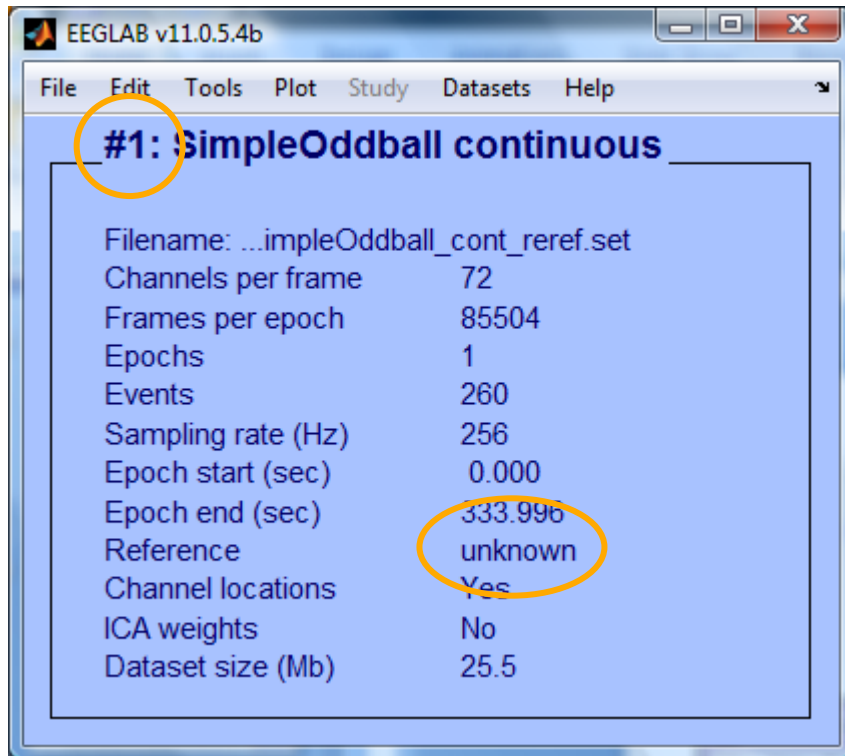 EEGLAB v11.0.5.4b
File Edit Tools Plot Study Datasets Help
#1: SimpleOddball continuous
Filename: ...impleOddball_cont_reref.set
Channels per frame 72
Frames per epoch 85504
Epochs 1
Events 260
Sampling rate (Hz) 256
Epoch start (sec) 0.000
Epoch end (sec) 333.996
Reference unknown
Channel locations Yes
ICA weights No
Dataset size (Mb) 25.5